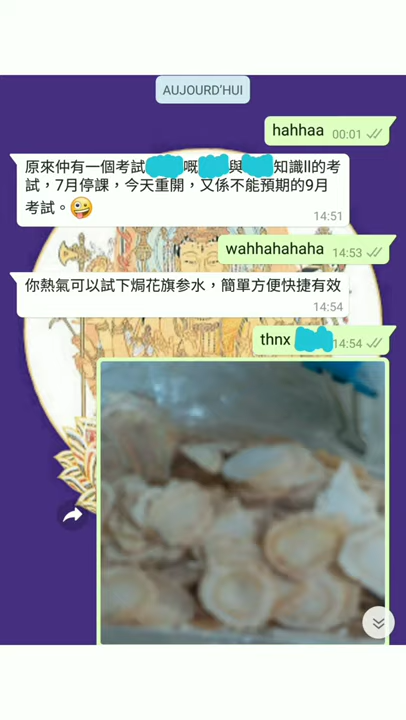 AUJOURD'HUI
hahhaa 00:01
原來仲有一個考試
嘅
與
知識II的考
試，7月停課，今天重開，又係不能預期的9月
考試。🤪
14:51
wahhahahaha 14:53
你熱氣可以試下焗花旗参水，簡單方便快捷有效
14:54
thnx
14:54